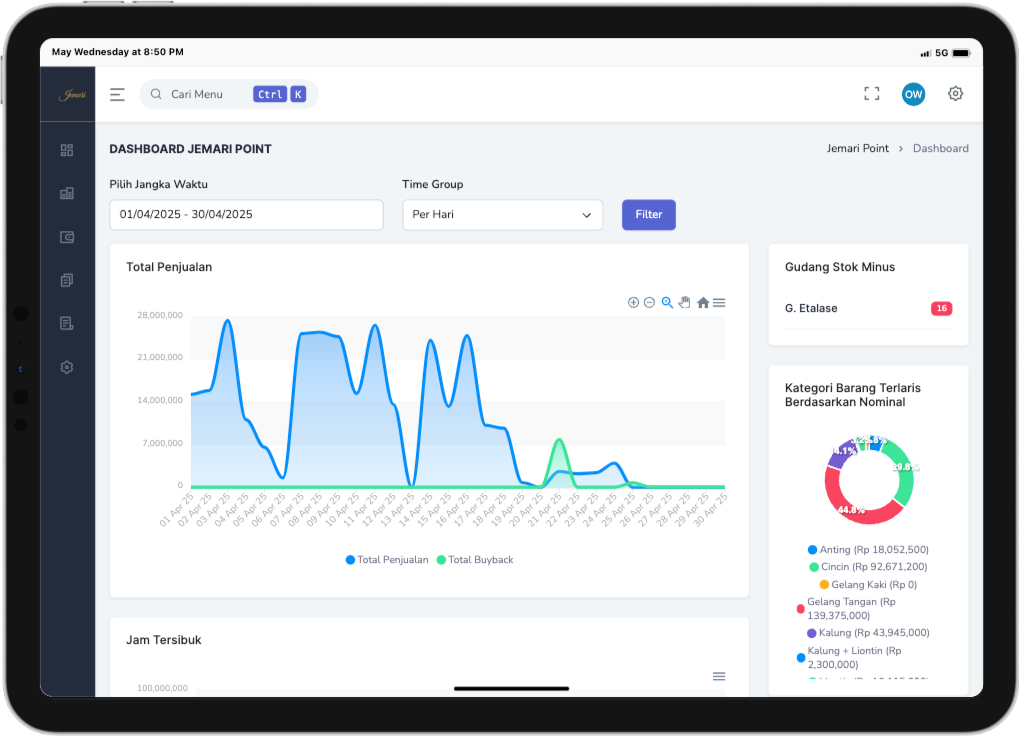 May Wednesday at 8:50 PM
5G
Jemari
Cari Menu
Ctrl
K
OW
DASHBOARD JEMARI POINT
Jemari Point > Dashboard
Pilih Jangka Waktu
Time Group
01/04/2025 - 30/04/2025
Per Hari
Filter
Total Penjualan
28,000,000
21,000,000
14,000,000
7,000,000
0
01 Apr 25
02 Apr 25
03 Apr 25
04 Apr 25
05 Apr 25
06 Apr 25
07 Apr 25
08 Apr 25
09 Apr 25
10 Apr 25
11 Apr 25
12 Apr 25
13 Apr 25
14 Apr 25
15 Apr 25
16 Apr 25
17 Apr 25
18 Apr 25
19 Apr 25
20 Apr 25
21 Apr 25
22 Apr 25
23 Apr 25
24 Apr 25
25 Apr 25
26 Apr 25
27 Apr 25
28 Apr 25
29 Apr 25
30 Apr 25
Total Penjualan
Total Buyback
Gudang Stok Minus
G. Etalase
16
Kategori Barang Terlaris
Berdasarkan Nominal
29.8%
44.8%
Anting (Rp 18,052,500)
Cincin (Rp 92,671,200)
Gelang Kaki (Rp 0)
Gelang Tangan (Rp
139,375,000)
Kalung (Rp 43,945,000)
Kalung + Liontin (Rp
2,300,000)
Jam Tersibuk
100,000,000